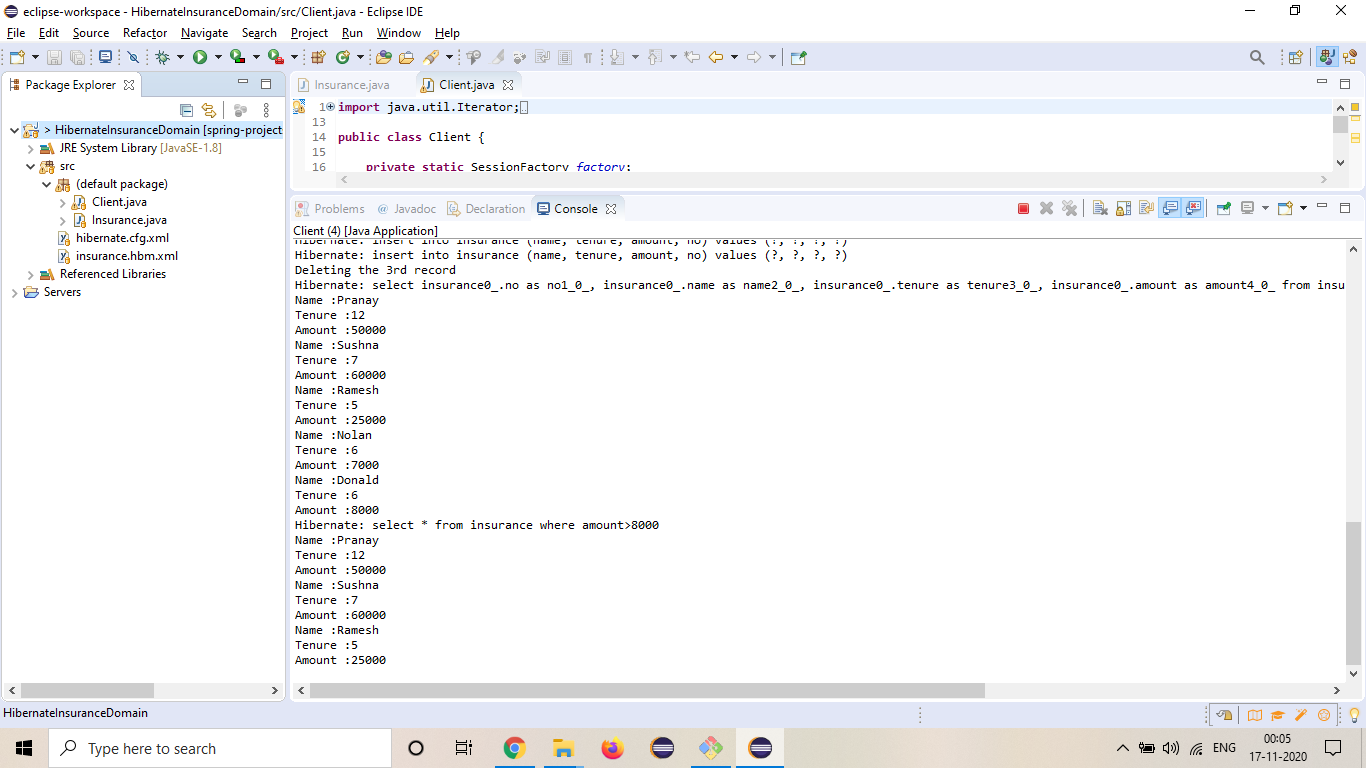 eclipse-workspace - HibernateInsuranceDomain/src/Client.java - Eclipse IDE
File Edit Source Refactor Navigate Search Project Run Window Help
Package Explorer
> HibernateInsuranceDomain [spring-project
JRE System Library [JavaSE-1.8]
src
(default package)
Client.java
Insurance.java
hibernate.cfg.xml
insurance.hbm.xml
Referenced Libraries
Servers
Insurance.java Client.java
1 import java.util.Iterator;
13
14 public class Client {
15
16 private static SessionFactory factory;
Problems @ Javadoc Declaration Console
Client (4) [Java Application]
Hibernate: insert into insurance (name, tenure, amount, no) values (?, ?, ?, ?)
Hibernate: insert into insurance (name, tenure, amount, no) values (?, ?, ?, ?)
Deleting the 3rd record
Hibernate: select insurance0_.no as no1_0_, insurance0_.name as name2_0_, insurance0_.tenure as tenure3_0_, insurance0_.amount as amount4_0_ from insu
Name :Pranay
Tenure :12
Amount :50000
Name :Sushna
Tenure :7
Amount :60000
Name :Ramesh
Tenure :5
Amount :25000
Name :Nolan
Tenure :6
Amount :7000
Name :Donald
Tenure :6
Amount :8000
Hibernate: select * from insurance where amount>8000
Name :Pranay
Tenure :12
Amount :50000
Name :Sushna
Tenure :7
Amount :60000
Name :Ramesh
Tenure :5
Amount :25000
HibernateInsuranceDomain
Type here to search
ENG
00:05
17-11-2020